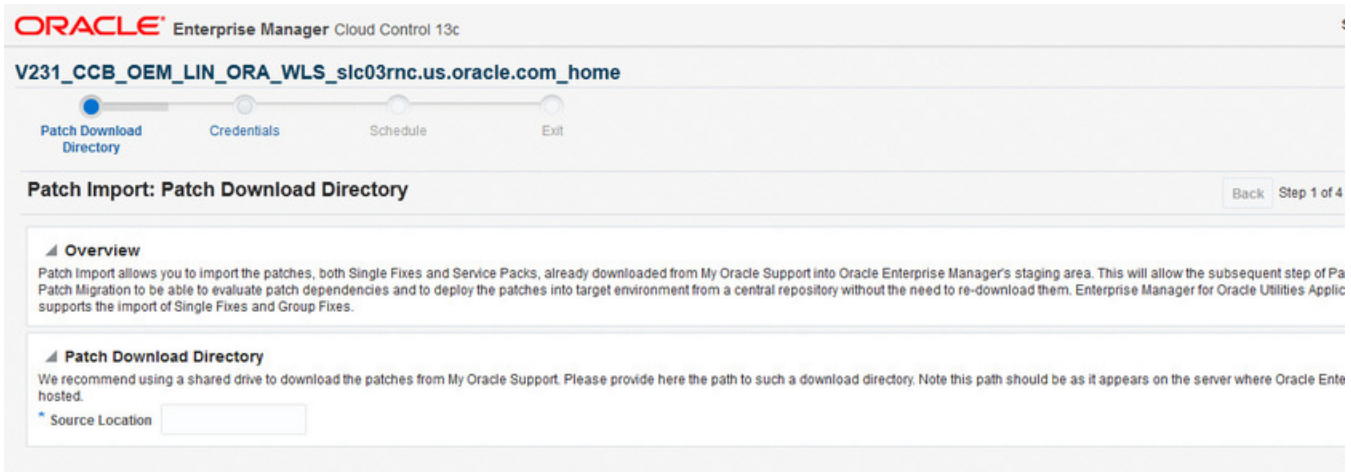 ORACLE® Enterprise Manager Cloud Control 13c
V231_CCB_OEM_LIN_ORA_WLS_slc03rnc.us.oracle.com_home
Patch Download Directory
Credentials
Schedule
Exit
Patch Import: Patch Download Directory
Back Step 1 of 4
Overview
Patch Import allows you to import the patches, both Single Fixes and Service Packs, already downloaded from My Oracle Support into Oracle Enterprise Manager's staging area. This will allow the subsequent step of Pa
Patch Migration to be able to evaluate patch dependencies and to deploy the patches into target environment from a central repository without the need to re-download them. Enterprise Manager for Oracle Utilities Applic
supports the import of Single Fixes and Group Fixes.
Patch Download Directory
We recommend using a shared drive to download the patches from My Oracle Support. Please provide here the path to such a download directory. Note this path should be as it appears on the server where Oracle Ente
hosted.
* Source Location